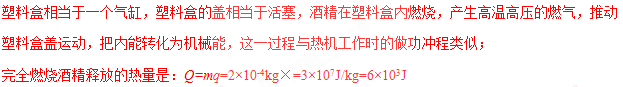 塑料盒相当于一个气缸，塑料盒的盖相当于活塞，酒精在塑料盒内燃烧，产生高温高压的燃气，推动
塑料盒盖运动，把内能转化为机械能，这一过程与热机工作时的做功冲程类似；
完全燃烧酒精释放的热量是：Q=mq=2×10⁻⁴kg×=3×10⁷J/kg=6×10³J